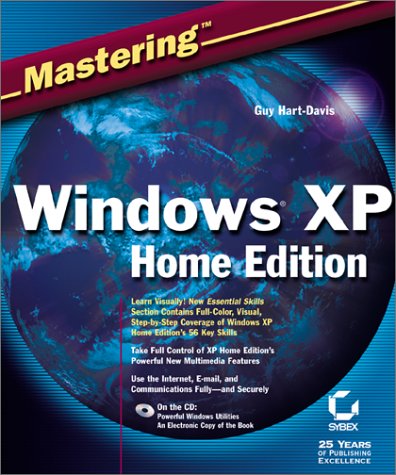 Mastering™
Guy Hart-Davis
Windows® XP
Home Edition
Learn Visually! New Essential Skills
Section Contains Full-Color, Visual,
Step-by-Step Coverage of Windows XP
Home Edition's 56 Key Skills
Take Full Control of XP Home Edition's
Powerful New Multimedia Features
Use the Internet, E-mail, and
Communications Fully—and Securely
On the CD:
Powerful Windows Utilities
An Electronic Copy of the Book
SYBEX
25 YEARS
OF PUBLISHING
EXCELLENCE